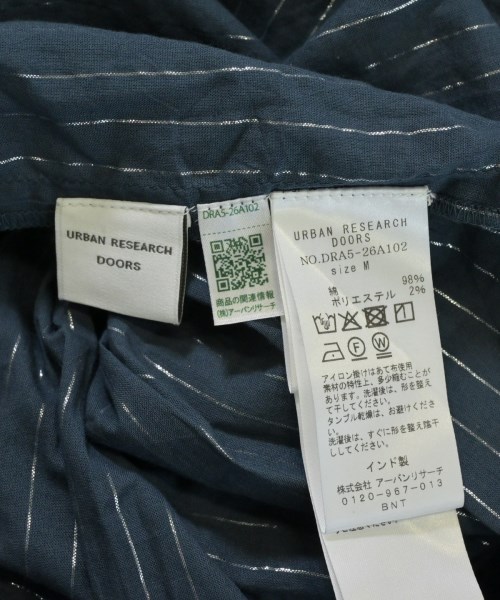 URBAN RESEARCH
DOORS
DRA5-26A102
商品の関連情報
(株)アーバンリサーチ
URBAN RESEARCH
DOORS
NO.DRA5-26A102
size M
綿 98%
ポリエステル 2%
アイロン掛けはあて布使用
素材の特性上、多少縮むことが
あります。洗濯後は、形を整え
て干してください。
タンブル乾燥は、お避けくださ
い。
洗濯後は、すぐに形を整え陰干
ししてください。
インド製
株式会社 アーバンリサーチ
0120-967-013
BNT